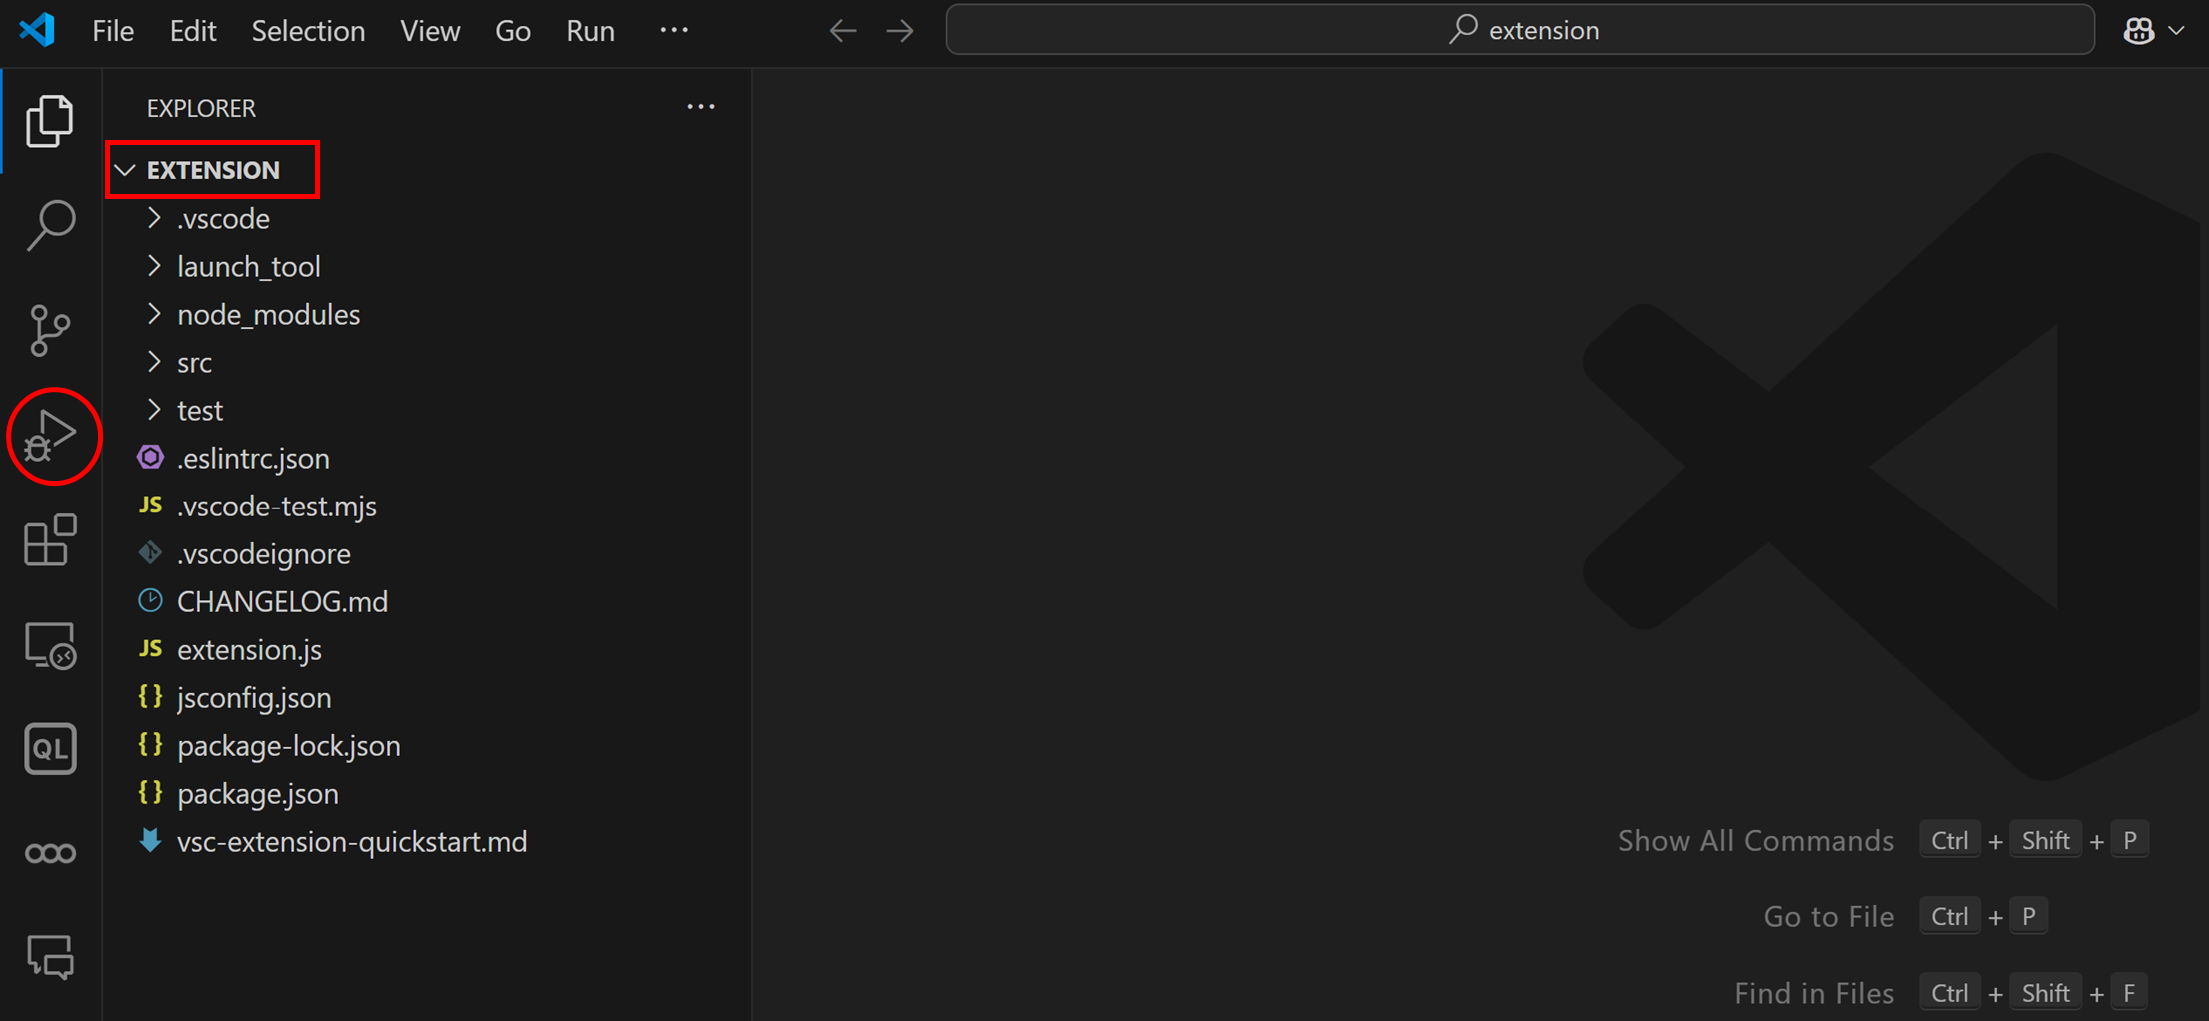 File Edit Selection View Go Run ··· extension
EXPLORER ···
EXTENSION
.vscode
launch_tool
node_modules
src
test
.eslintrc.json
JS .vscode-test.mjs
.vscodeignore
CHANGELOG.md
JS extension.js
{} jsconfig.json
{} package-lock.json
{} package.json
vsc-extension-quickstart.md
QL
Show All Commands Ctrl + Shift + P
Go to File Ctrl + P
Find in Files Ctrl + Shift + F